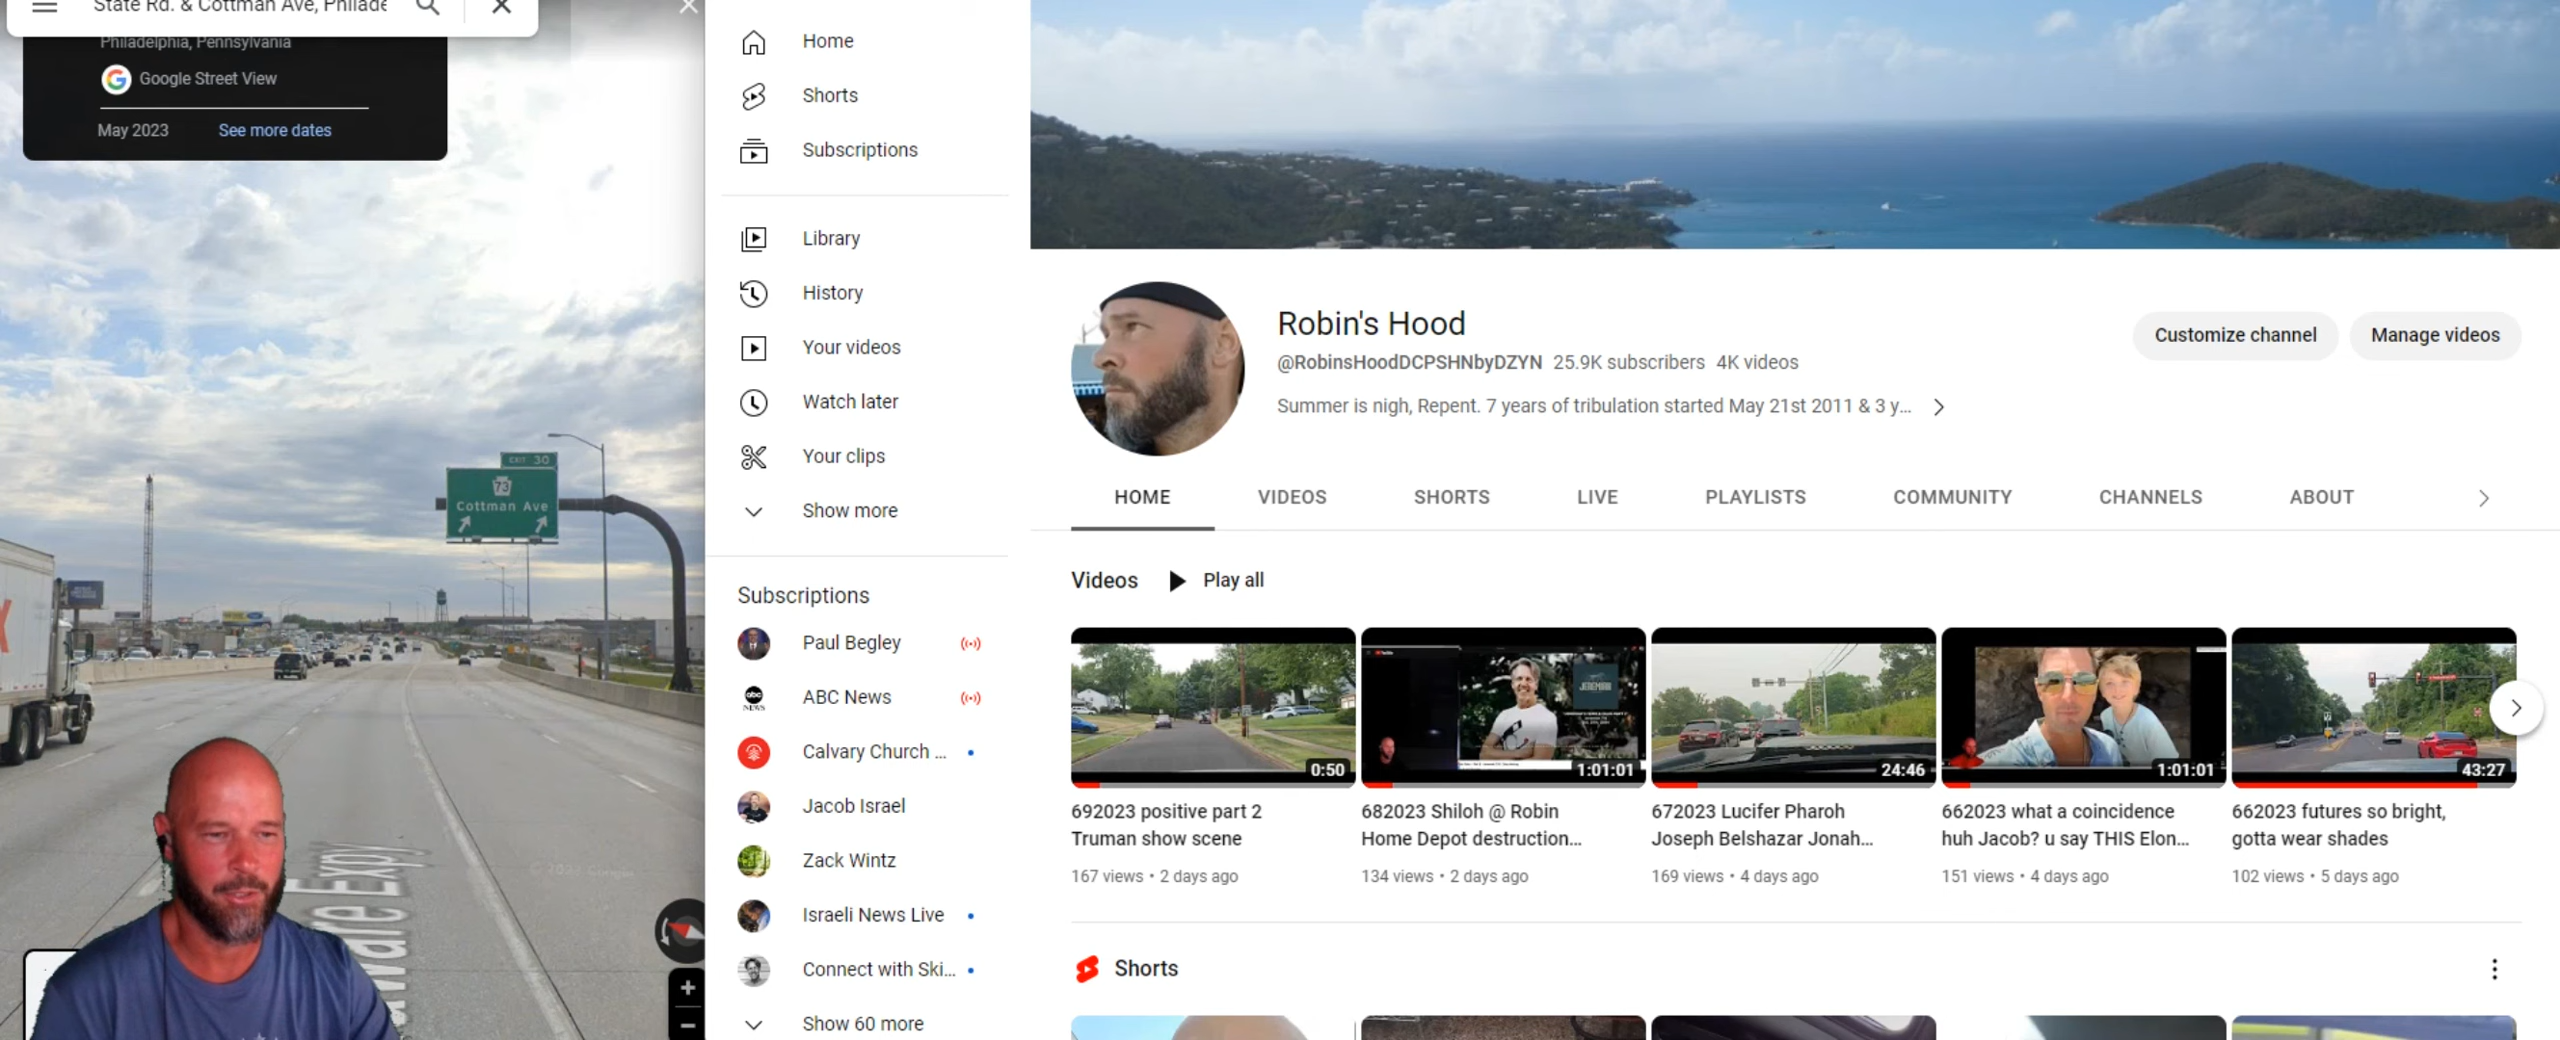 State Rd. & Cottman Ave, Philade
Philadelphia, Pennsylvania
Google Street View
May 2023 See more dates
EXIT 30
73
Cottman Ave
Home
Shorts
Subscriptions
Library
History
Your videos
Watch later
Your clips
Show more
Subscriptions
Paul Begley
ABC News
Calvary Church ...
Jacob Israel
Zack Wintz
Israeli News Live
Connect with Ski...
Show 60 more
Robin's Hood
@RobinsHoodDCPSHNbyDZYN 25.9K subscribers 4K videos
Summer is nigh, Repent. 7 years of tribulation started May 21st 2011 & 3 y...
Customize channel
Manage videos
HOME VIDEOS SHORTS LIVE PLAYLISTS COMMUNITY CHANNELS ABOUT
Videos Play all
0:50
692023 positive part 2
Truman show scene
167 views • 2 days ago
JEREMIAH
1:01:01
682023 Shiloh @ Robin
Home Depot destruction...
134 views • 2 days ago
24:46
672023 Lucifer Pharoh
Joseph Belshazar Jonah...
169 views • 4 days ago
1:01:01
662023 what a coincidence
huh Jacob? u say THIS Elon...
151 views • 4 days ago
43:27
662023 futures so bright,
gotta wear shades
102 views • 5 days ago
Shorts